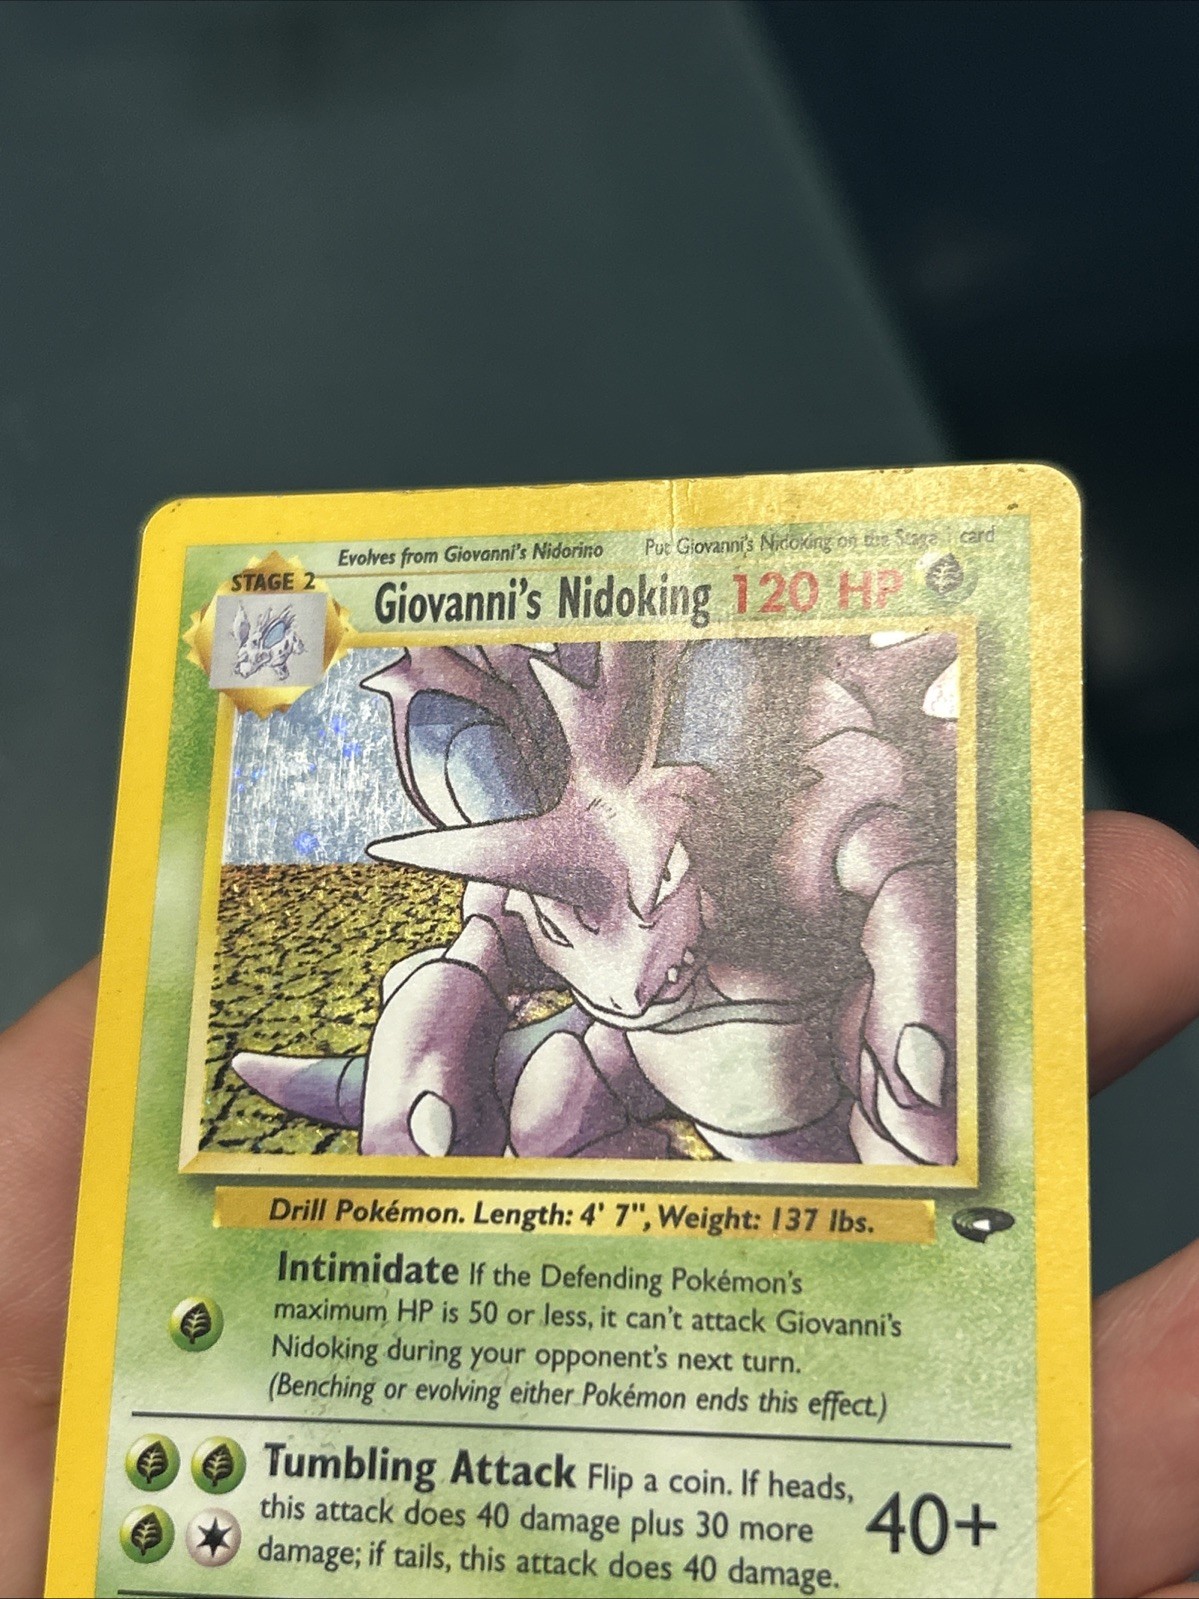 Evolves from Giovanni's Nidorino Put Giovanni's Nidoking on the Stage 1 card
STAGE 2
Giovanni's Nidoking 120 HP
Drill Pokémon. Length: 4' 7", Weight: 137 lbs.
Intimidate If the Defending Pokémon's
maximum HP is 50 or less, it can't attack Giovanni's
Nidoking during your opponent's next turn.
(Benching or evolving either Pokémon ends this effect.)
Tumbling Attack Flip a coin. If heads,
this attack does 40 damage plus 30 more
damage; if tails, this attack does 40 damage.
40+